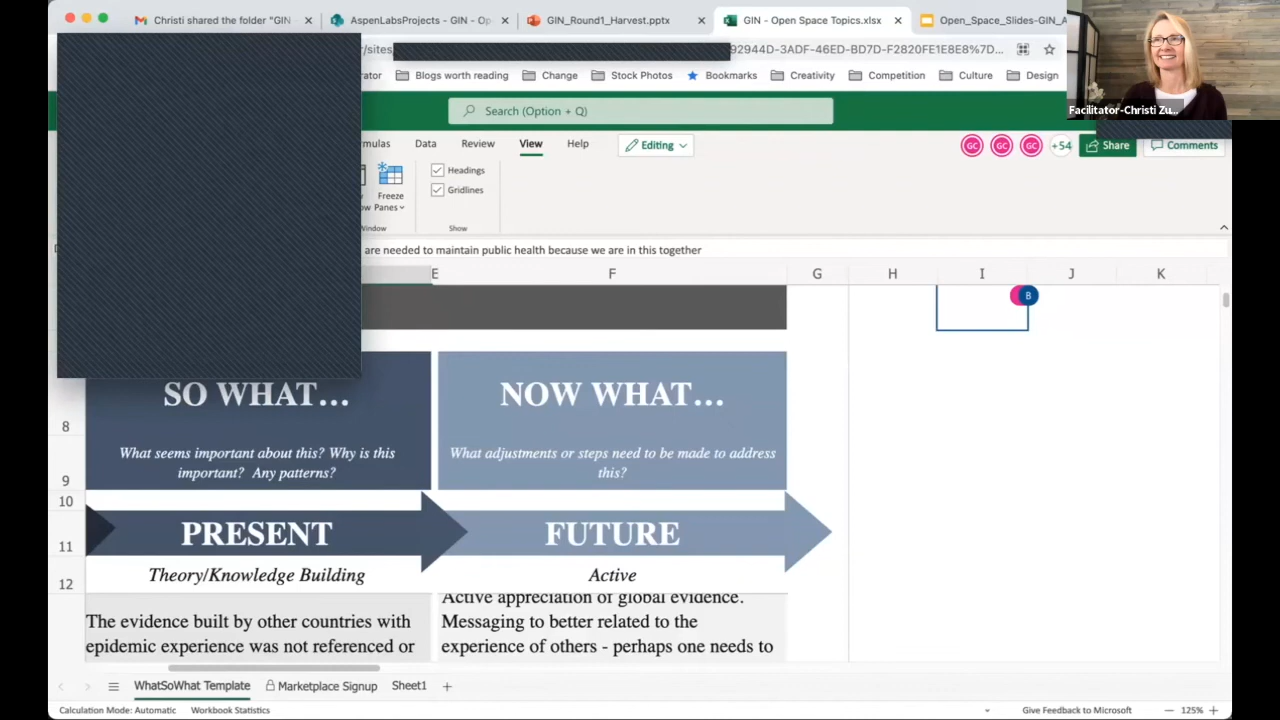 Christi shared the folder "GIN -
AspenLabsProjects - GIN - Op
GIN_Round1_Harvest.pptx
GIN - Open Space Topics.xlsx
Open_Space_Slides-GIN_A
/sites
92944D-3ADF-46ED-BD7D-F2820FE1E8E8%7D...
rator
Blogs worth reading
Change
Stock Photos
Bookmarks
Creativity
Competition
Culture
Design
Facilitator-Christi Zu...
Search (Option + Q)
rmulas
Data
Review
View
Help
Editing
GC
GC
GC
+54
Share
Comments
Headings
Gridlines
Freeze
Panes
Show
are needed to maintain public health because we are in this together
E
F
G
H
I
J
K
B
SO WHAT...
NOW WHAT...
8
What seems important about this? Why is this
important? Any patterns?
What adjustments or steps need to be made to address
this?
9
10
PRESENT
FUTURE
11
Theory/Knowledge Building
Active
12
The evidence built by other countries with
epidemic experience was not referenced or
Active appreciation of global evidence.
Messaging to better related to the
experience of others - perhaps one needs to
WhatSoWhat Template
Marketplace Signup
Sheet1
Calculation Mode: Automatic
Workbook Statistics
Give Feedback to Microsoft
125%